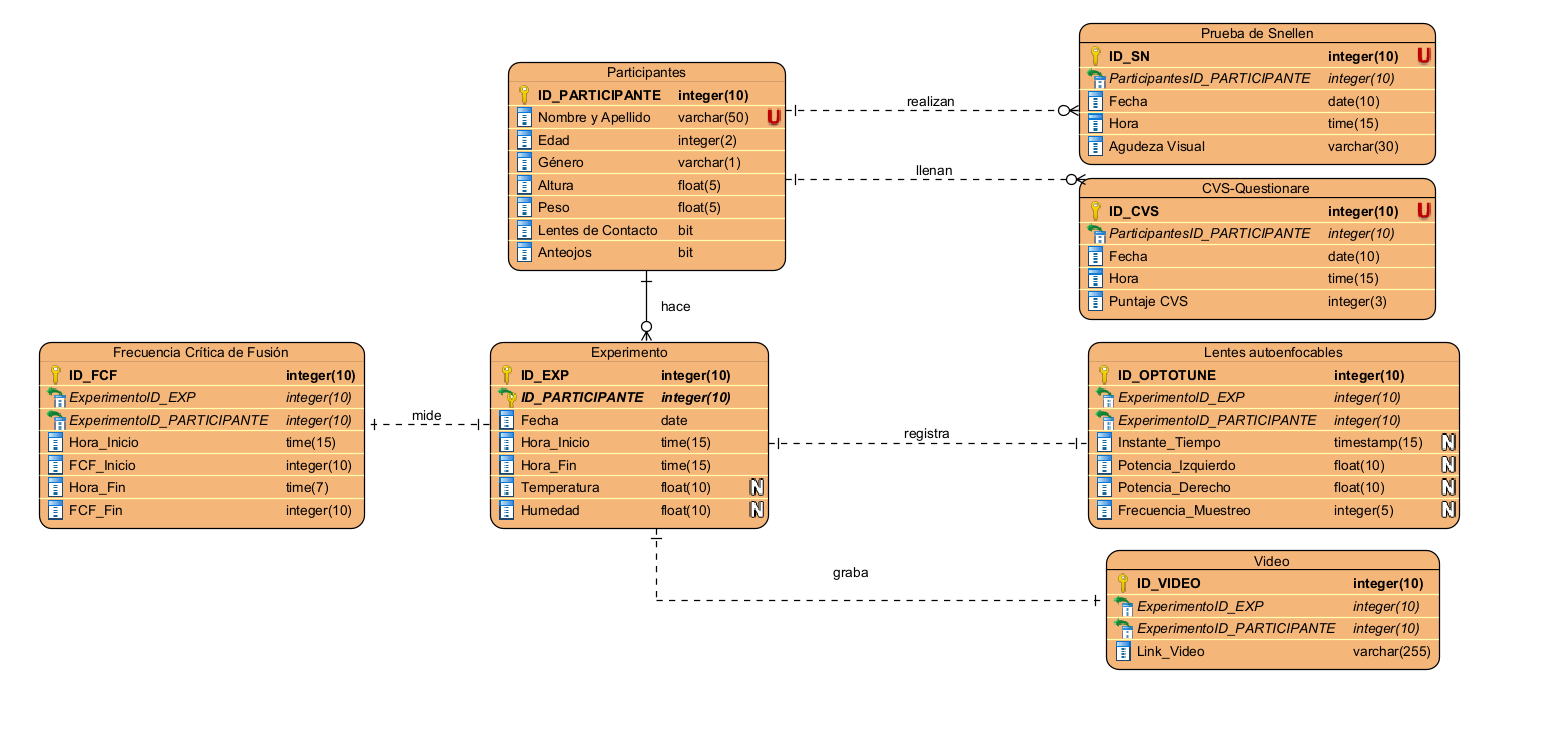 Participantes
ID_PARTICIPANTE integer(10)
Nombre y Apellido varchar(50) U
Edad integer(2)
Género varchar(1)
Altura float(5)
Peso float(5)
Lentes de Contacto bit
Anteojos bit
realizan
llenan
hace
Prueba de Snellen
ID_SN integer(10) U
ParticipantesID_PARTICIPANTE integer(10)
Fecha date(10)
Hora time(15)
Agudeza Visual varchar(30)
CVS-Questionare
ID_CVS integer(10) U
ParticipantesID_PARTICIPANTE integer(10)
Fecha date(10)
Hora time(15)
Puntaje CVS integer(3)
Frecuencia Crítica de Fusión
ID_FCF integer(10)
ExperimentoID_EXP integer(10)
ExperimentoID_PARTICIPANTE integer(10)
Hora_Inicio time(15)
FCF_Inicio integer(10)
Hora_Fin time(7)
FCF_Fin integer(10)
mide
Experimento
ID_EXP integer(10)
ID_PARTICIPANTE integer(10)
Fecha date
Hora_Inicio time(15)
Hora_Fin time(15)
Temperatura float(10) N
Humedad float(10) N
registra
Lentes autoenfocables
ID_OPTOTUNE integer(10)
ExperimentoID_EXP integer(10)
ExperimentoID_PARTICIPANTE integer(10)
Instante_Tiempo timestamp(15) N
Potencia_Izquierdo float(10) N
Potencia_Derecho float(10) N
Frecuencia_Muestreo integer(5) N
graba
Video
ID_VIDEO integer(10)
ExperimentoID_EXP integer(10)
ExperimentoID_PARTICIPANTE integer(10)
Link_Video varchar(255)